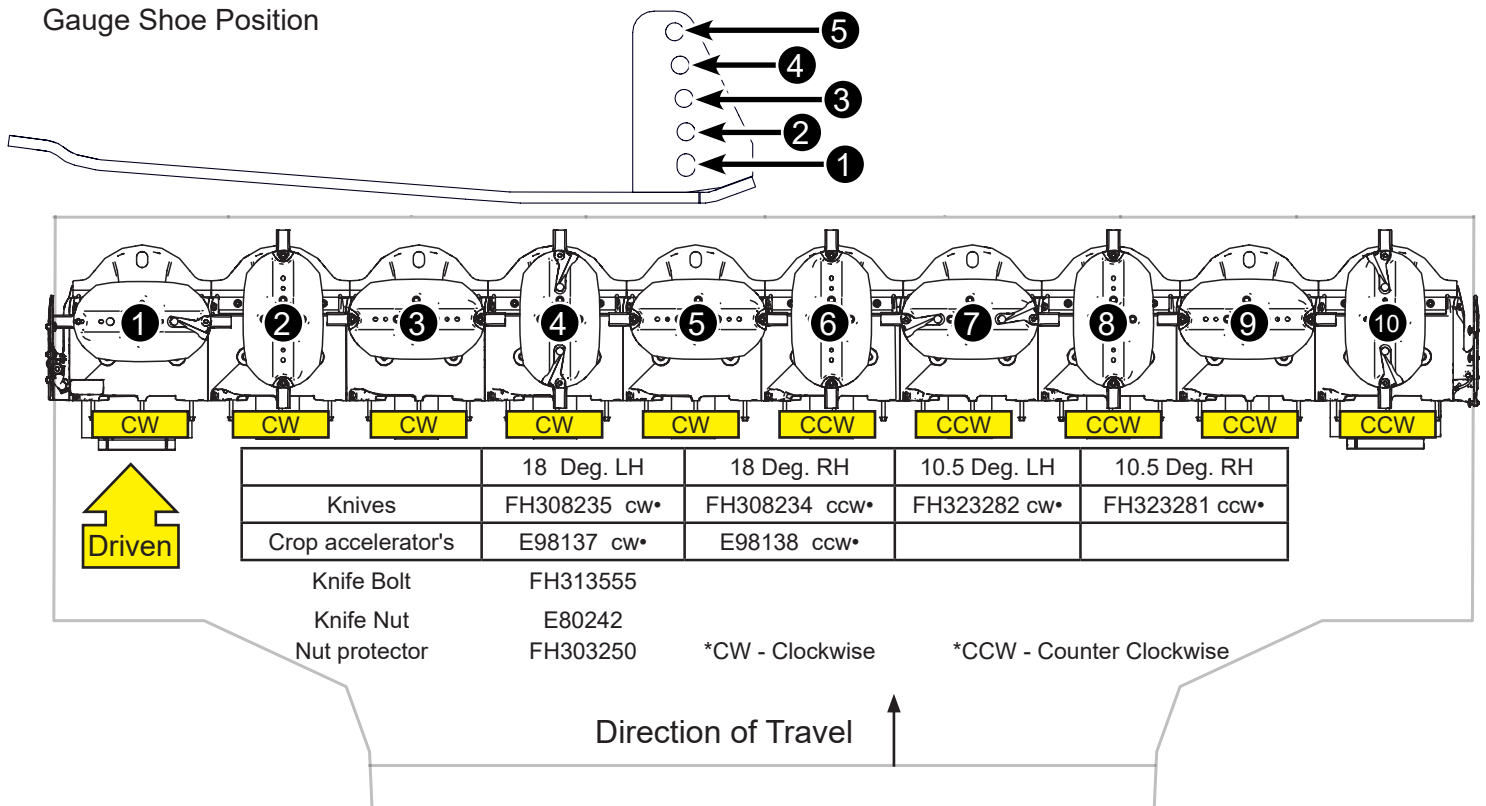 Gauge Shoe Position
5
4
3
2
1
1 2 3 4 5 6 7 8 9 10
CW CW CW CW CW CCW CCW CCW CCW CCW
Driven
18 Deg. LH 18 Deg. RH 10.5 Deg. LH 10.5 Deg. RH
Knives FH308235 cw• FH308234 ccw• FH323282 cw• FH323281 ccw•
Crop accelerator's E98137 cw• E98138 ccw•
Knife Bolt FH313555
Knife Nut E80242
Nut protector FH303250 *CW - Clockwise *CCW - Counter Clockwise
Direction of Travel